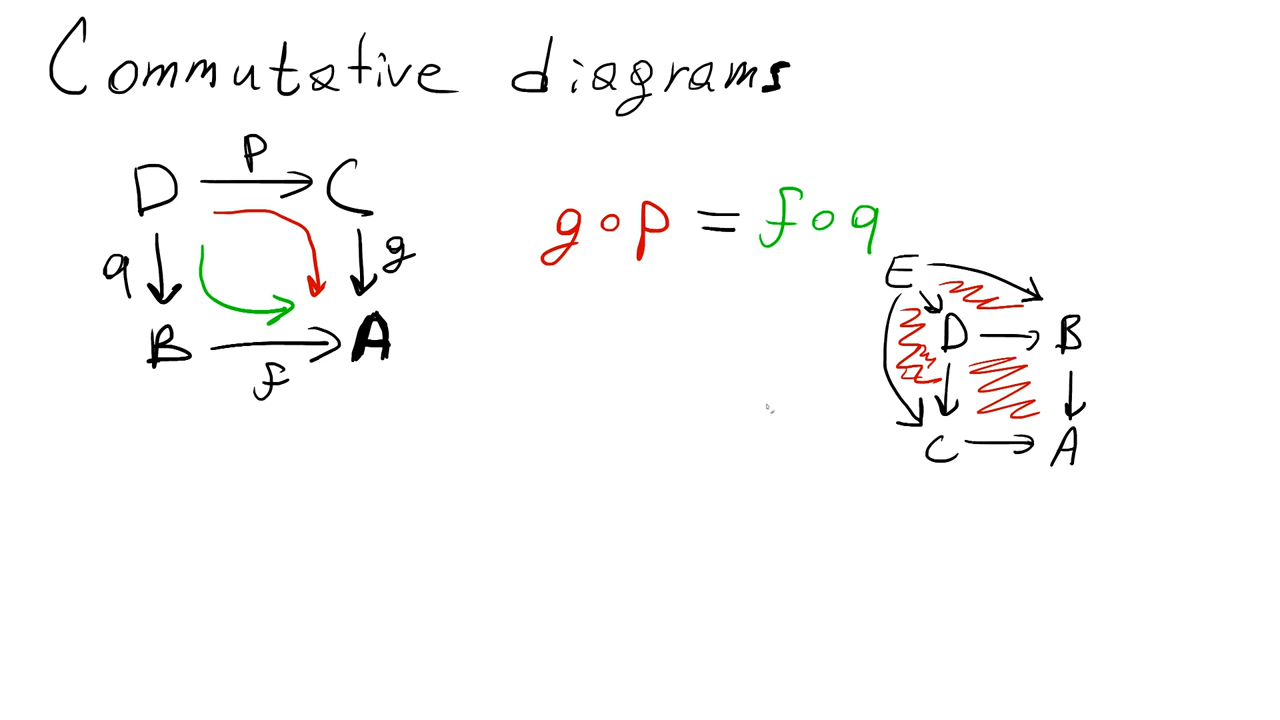 Commutative diagrams
p
D → C
g ∘ p = f ∘ q
q ↓ ↓ g
E
B → A
D → B
f
C → A